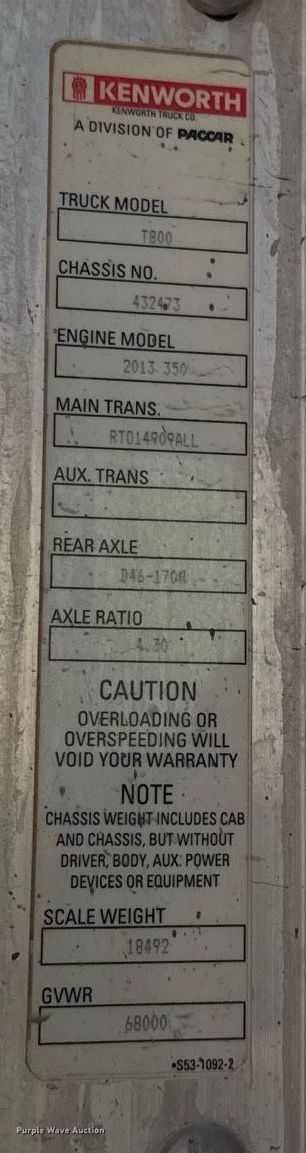 KENWORTH
KENWORTH TRUCK CO.
A DIVISION OF PACCAR
TRUCK MODEL
T800
CHASSIS NO.
432473
ENGINE MODEL
2013 350
MAIN TRANS.
RTO14909ALL
AUX. TRANS
REAR AXLE
D46-170H
AXLE RATIO
4.30
CAUTION
OVERLOADING OR
OVERSPEEDING WILL
VOID YOUR WARRANTY
NOTE
CHASSIS WEIGHT INCLUDES CAB
AND CHASSIS, BUT WITHOUT
DRIVER, BODY, AUX. POWER
DEVICES OR EQUIPMENT
SCALE WEIGHT
18492
GVWR
68000
•S53-1092-2
Purple Wave Auction